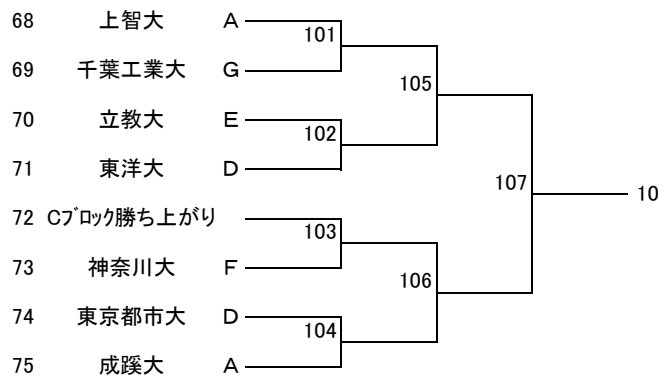 68 上智大 A
101
69 千葉工業大 G
105
70 立教大 E
102
71 東洋大 D
107
10
72 Cブロック勝ち上がり
103
73 神奈川大 F
106
74 東京都市大 D
104
75 成蹊大 A